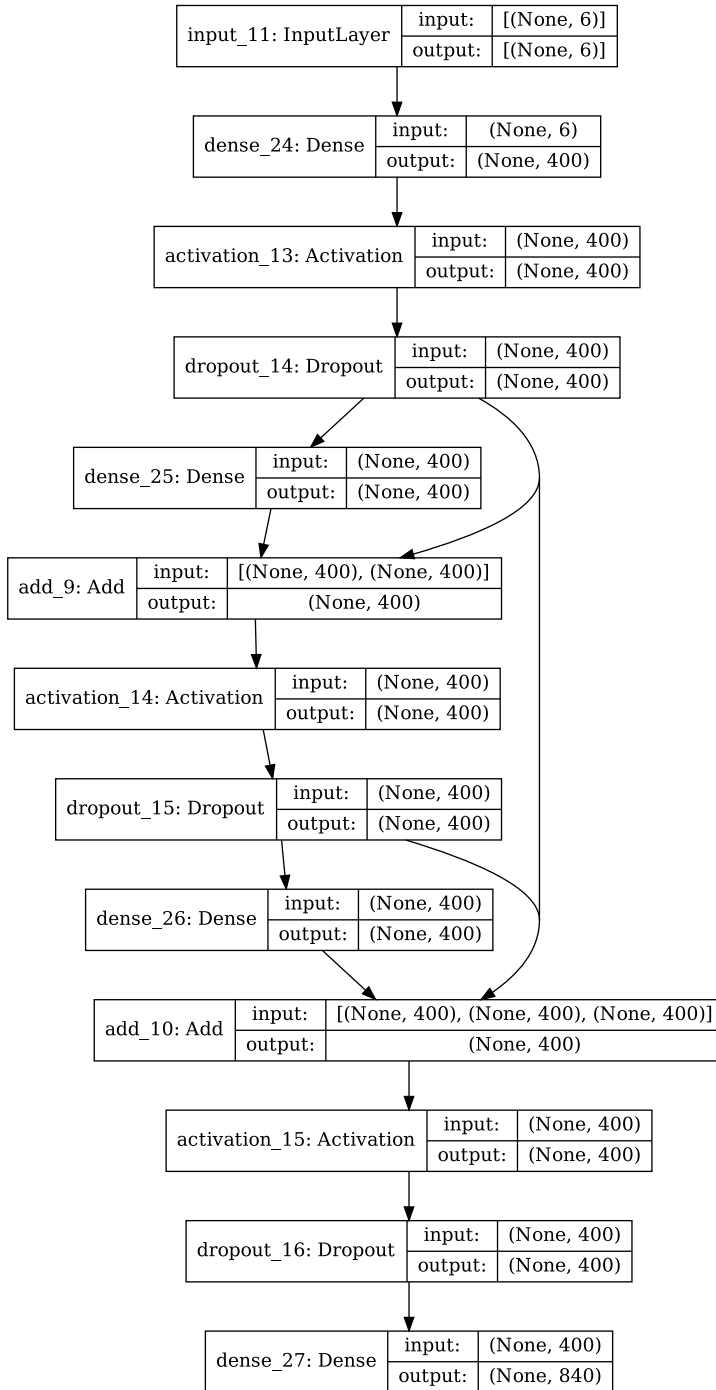 input_11: InputLayer
input: [(None, 6)]
output: [(None, 6)]
dense_24: Dense
input: (None, 6)
output: (None, 400)
activation_13: Activation
input: (None, 400)
output: (None, 400)
dropout_14: Dropout
input: (None, 400)
output: (None, 400)
dense_25: Dense
input: (None, 400)
output: (None, 400)
add_9: Add
input: [(None, 400), (None, 400)]
output: (None, 400)
activation_14: Activation
input: (None, 400)
output: (None, 400)
dropout_15: Dropout
input: (None, 400)
output: (None, 400)
dense_26: Dense
input: (None, 400)
output: (None, 400)
add_10: Add
input: [(None, 400), (None, 400), (None, 400)]
output: (None, 400)
activation_15: Activation
input: (None, 400)
output: (None, 400)
dropout_16: Dropout
input: (None, 400)
output: (None, 400)
dense_27: Dense
input: (None, 400)
output: (None, 840)